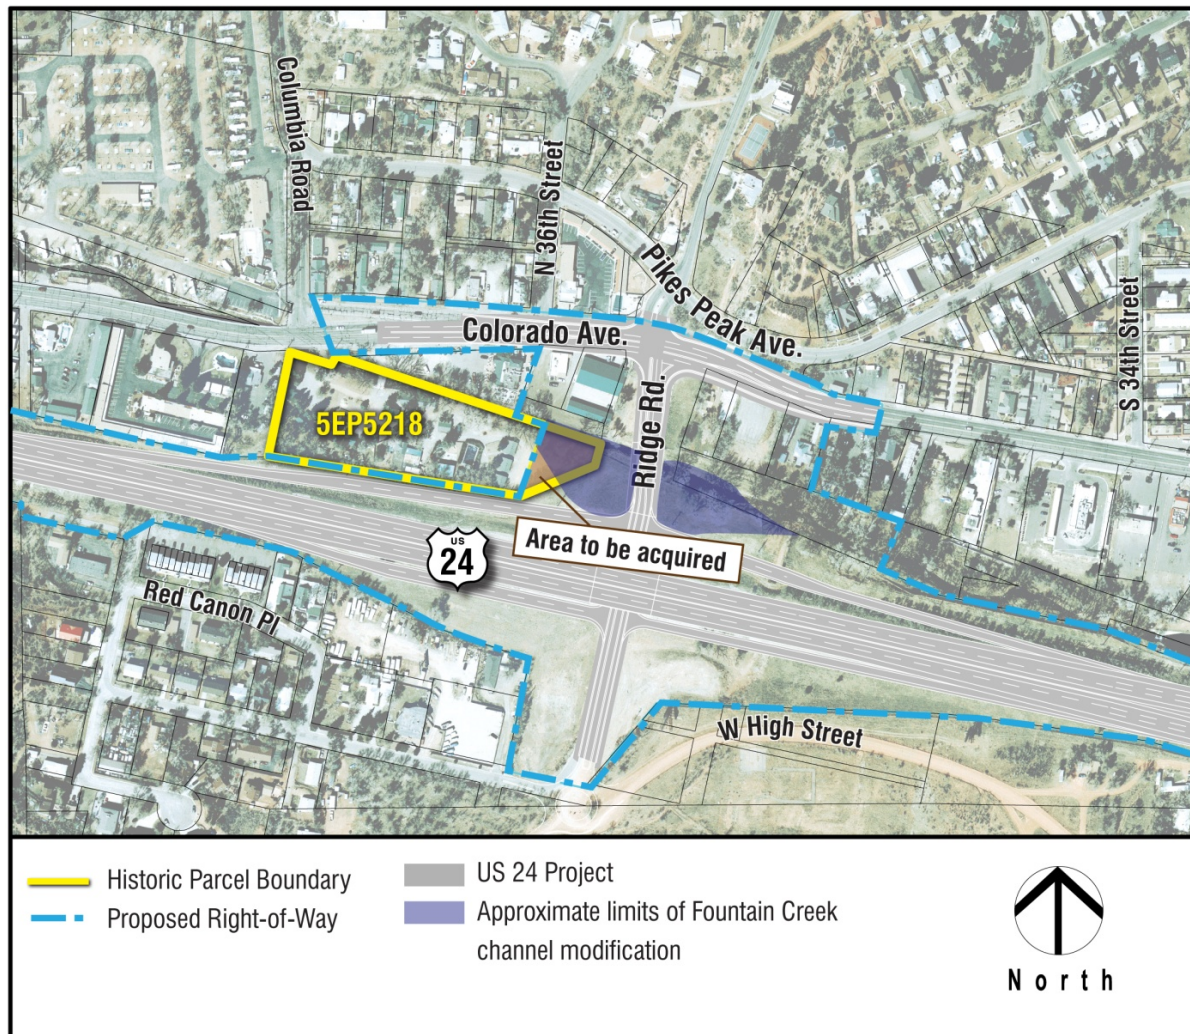 Columbia Road
N 36th Street
Pikes Peak Ave.
S 34th Street
Colorado Ave.
Ridge Rd.
5EP5218
Area to be acquired
US
24
Red Canon Pl
W High Street
Historic Parcel Boundary
Proposed Right-of-Way
US 24 Project
Approximate limits of Fountain Creek
channel modification
North